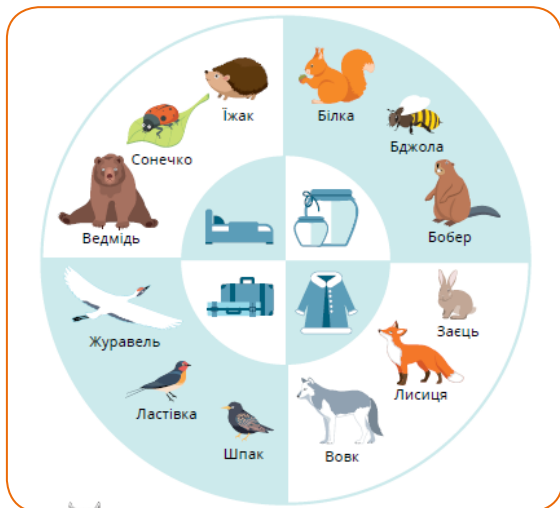 Їжак
Білка
Сонечко
Бджола
Ведмідь
Бобер
Журавель
Заєць
Ластівка
Лисиця
Шпак
Вовк